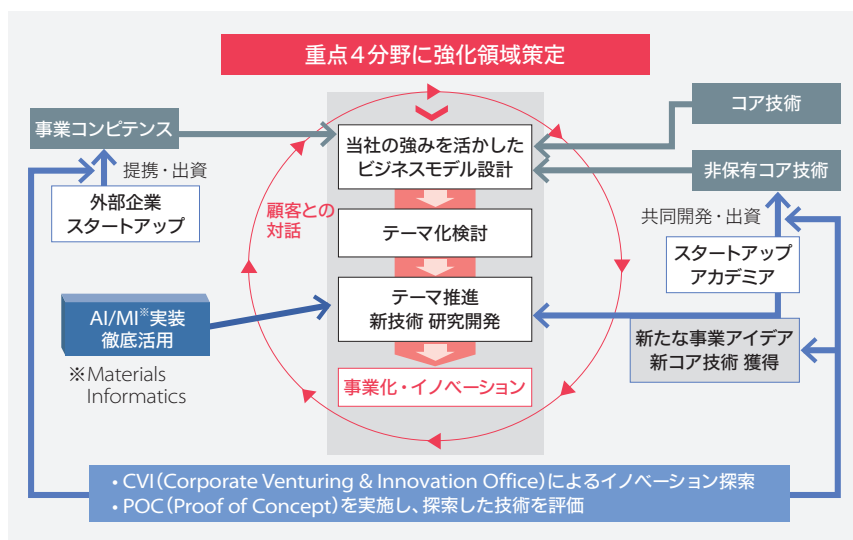 重点4分野に強化領域策定
コア技術
事業コンピテンス
当社の強みを活かした
ビジネスモデル設計
提携・出資
非保有コア技術
外部企業
スタートアップ
顧客との
対話
テーマ化検討
共同開発・出資
スタートアップ
アカデミア
AI/MI※実装
徹底活用
テーマ推進
新技術 研究開発
新たな事業アイデア
新コア技術 獲得
※Materials
Informatics
事業化・イノベーション
・CVI(Corporate Venturing & Innovation Office)によるイノベーション探索
・POC(Proof of Concept)を実施し、探索した技術を評価